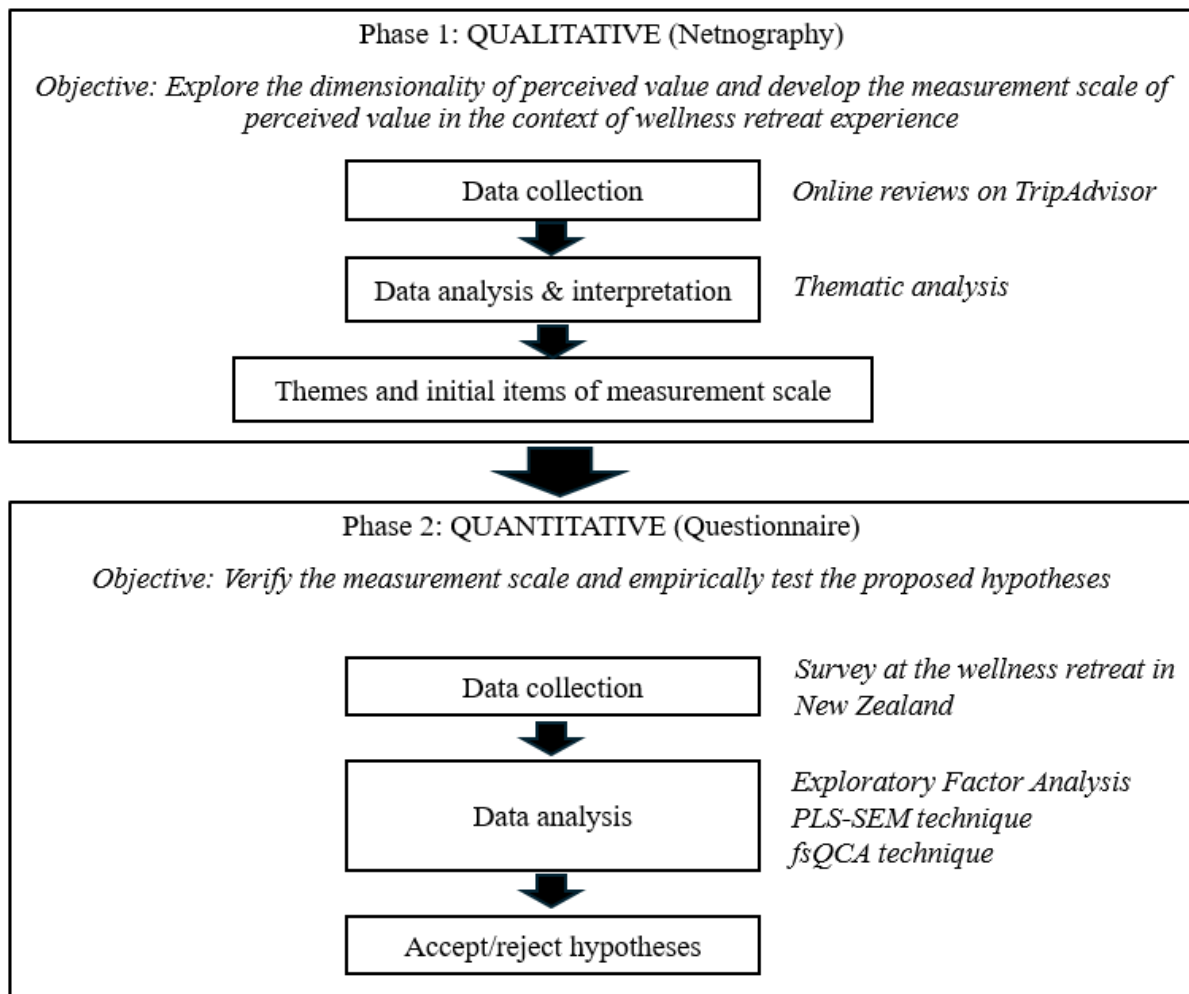 Phase 1: QUALITATIVE (Netnography)
Objective: Explore the dimensionality of perceived value and develop the measurement scale of
perceived value in the context of wellness retreat experience
Data collection
Online reviews on TripAdvisor
Data analysis & interpretation
Thematic analysis
Themes and initial items of measurement scale
Phase 2: QUANTITATIVE (Questionnaire)
Objective: Verify the measurement scale and empirically test the proposed hypotheses
Data collection
Survey at the wellness retreat in
New Zealand
Data analysis
Exploratory Factor Analysis
PLS-SEM technique
fsQCA technique
Accept/reject hypotheses